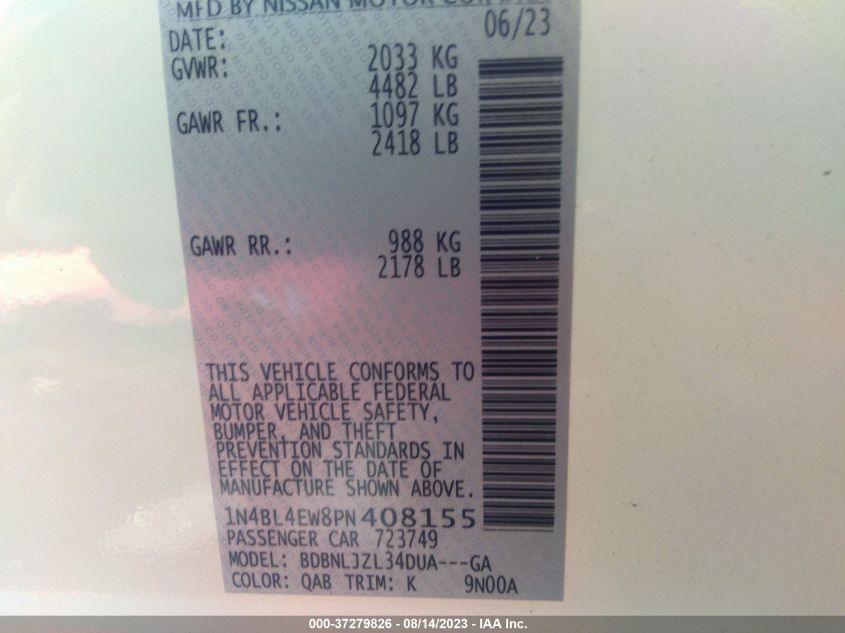 MFD BY NISSAN MOTOR CO., LTD.
DATE: 06/23
GVWR: 2033 KG
4482 LB
GAWR FR.: 1097 KG
2418 LB
GAWR RR.: 988 KG
2178 LB
THIS VEHICLE CONFORMS TO
ALL APPLICABLE FEDERAL
MOTOR VEHICLE SAFETY,
BUMPER, AND THEFT
PREVENTION STANDARDS IN
EFFECT ON THE DATE OF
MANUFACTURE SHOWN ABOVE.
1N4BL4EW8PN408155
PASSENGER CAR 723749
MODEL: BDBNLJZL34DUA---GA
COLOR: QAB TRIM: K 9N00A
000-37279826 - 08/14/2023 - IAA Inc.